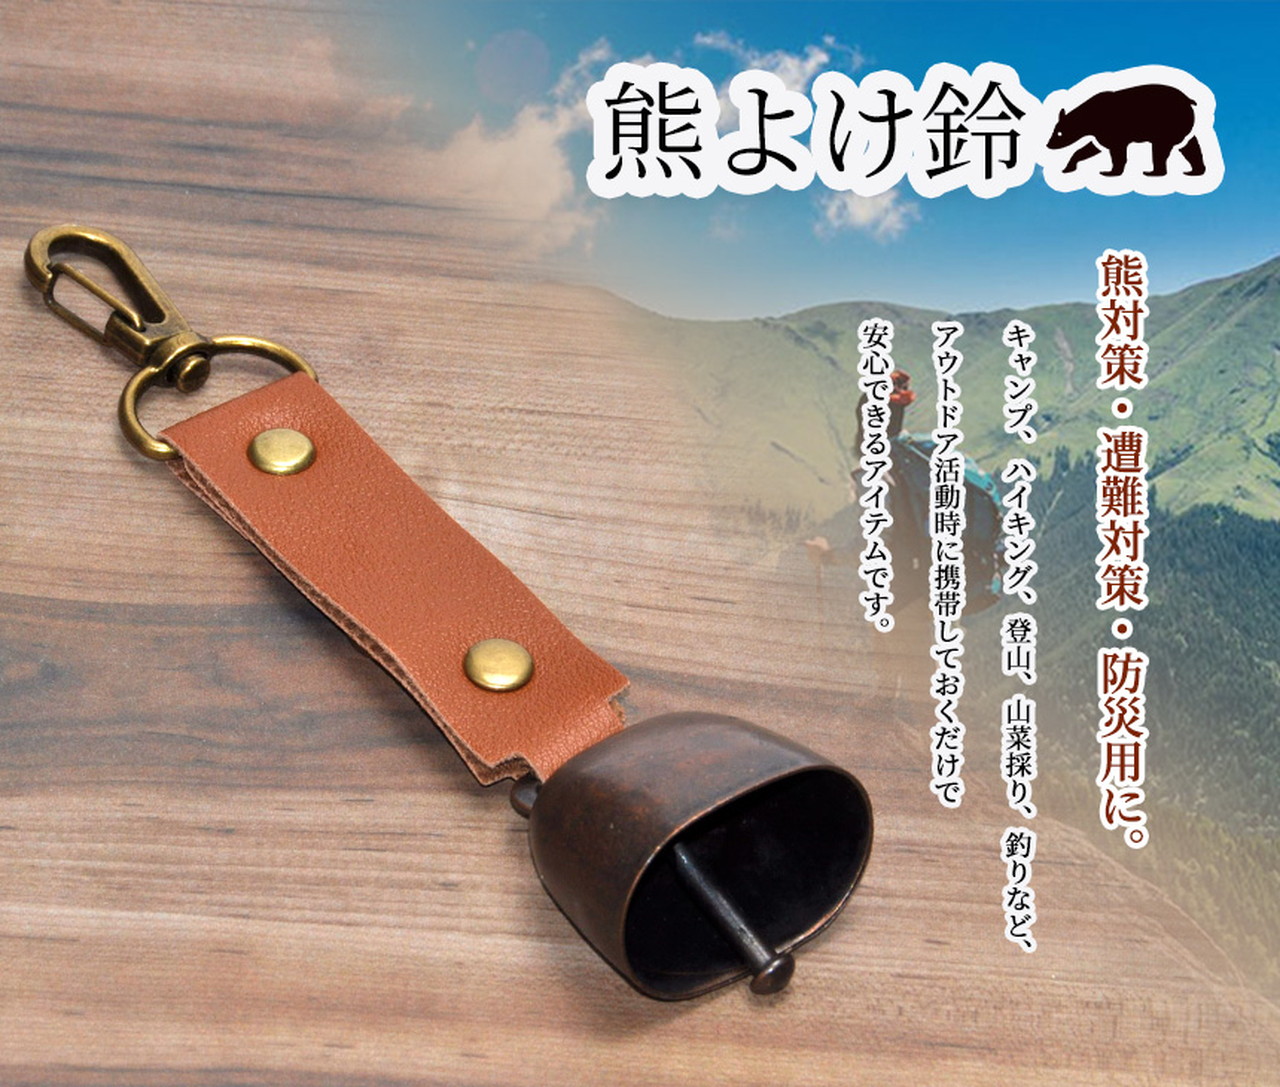 熊よけ鈴
熊対策・遭難対策・防災用に。
キャンプ、ハイキング、登山、山菜採り、釣りなど、
アウトドア活動時に携帯しておくだけで
安心できるアイテムです。